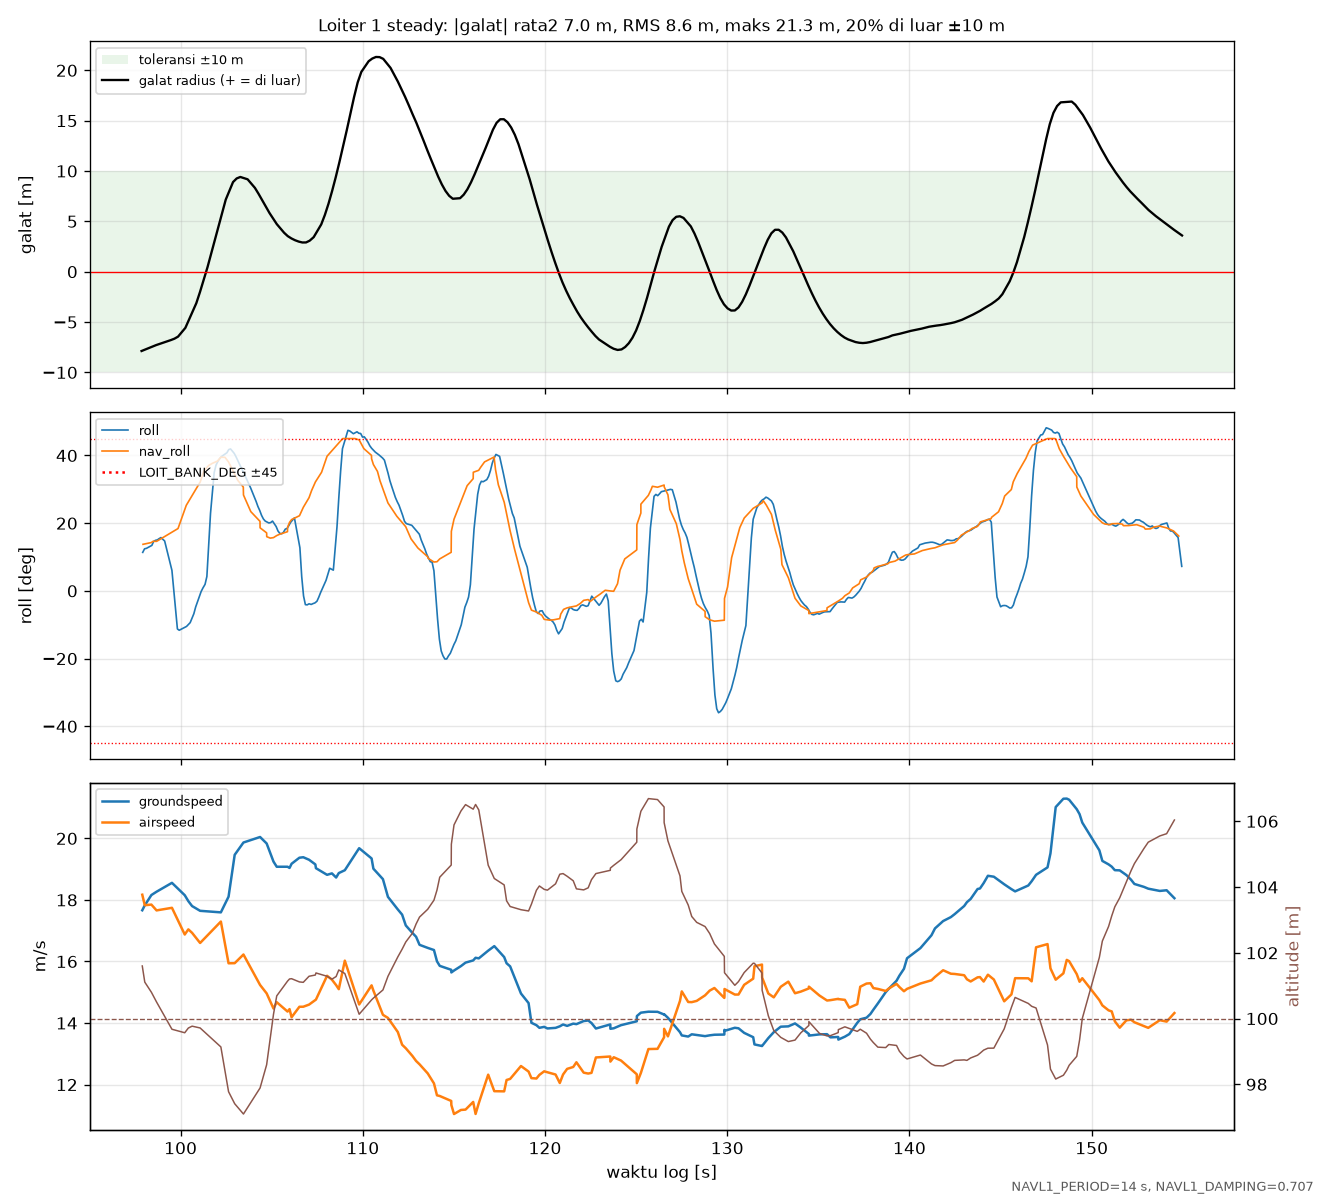 Loiter 1 steady: |galat| rata2 7.0 m, RMS 8.6 m, maks 21.3 m, 20% di luar ±10 m
toleransi ±10 m
galat radius (+ = di luar)
galat [m]
20
15
10
5
0
−5
−10
roll
nav_roll
LOIT_BANK_DEG ±45
roll [deg]
40
20
0
−20
−40
groundspeed
airspeed
m/s
20
18
16
14
12
106
104
102
100
98
altitude [m]
100
110
120
130
140
150
waktu log [s]
NAVL1_PERIOD=14 s, NAVL1_DAMPING=0.707